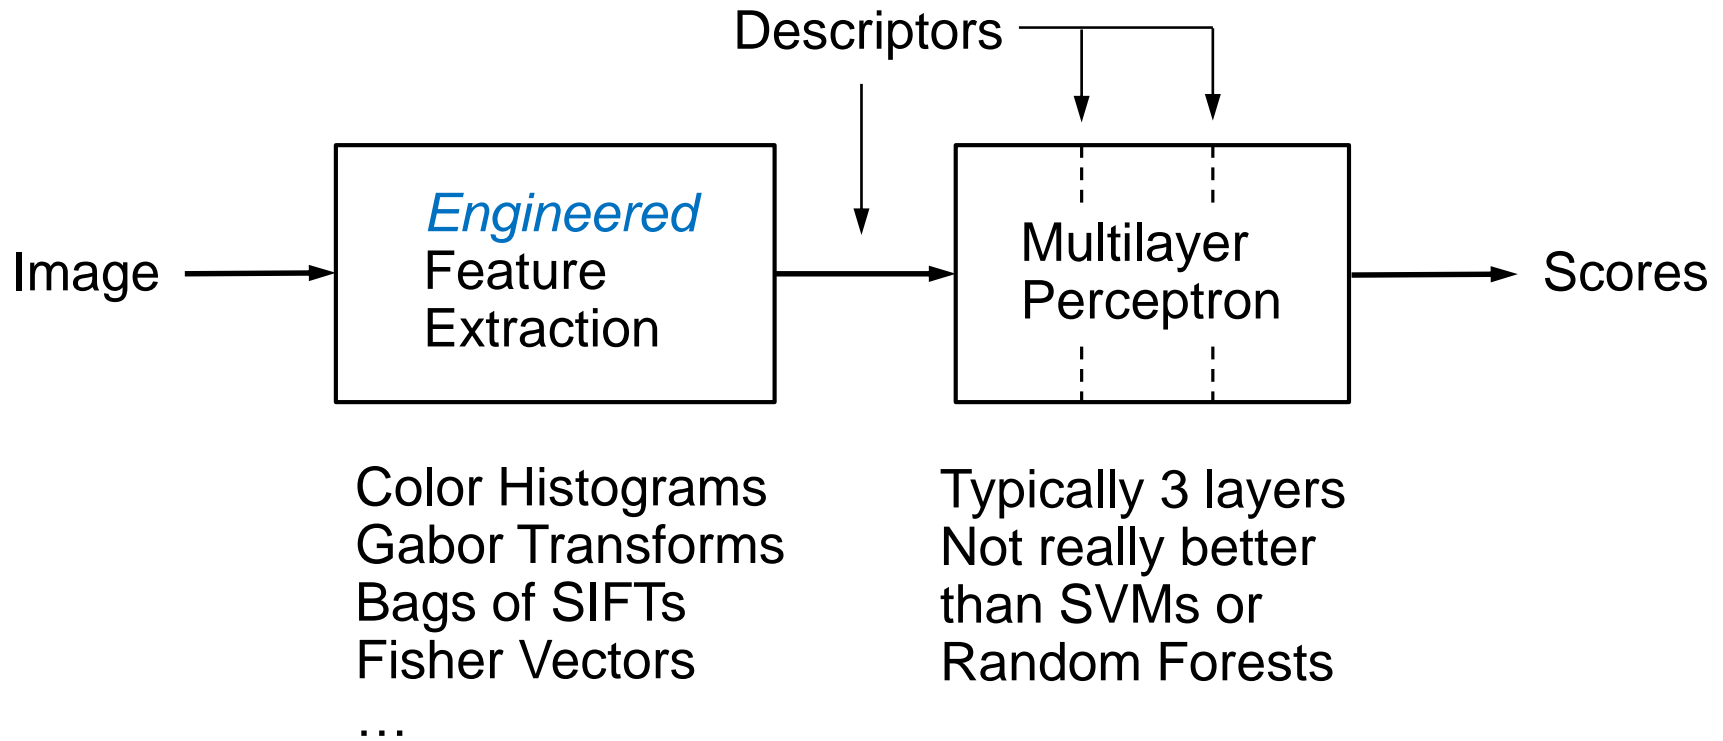 Descriptors
Image
Engineered
Feature
Extraction
Multilayer
Perceptron
Scores
Color Histograms
Gabor Transforms
Bags of SIFTs
Fisher Vectors
…
Typically 3 layers
Not really better
than SVMs or
Random Forests